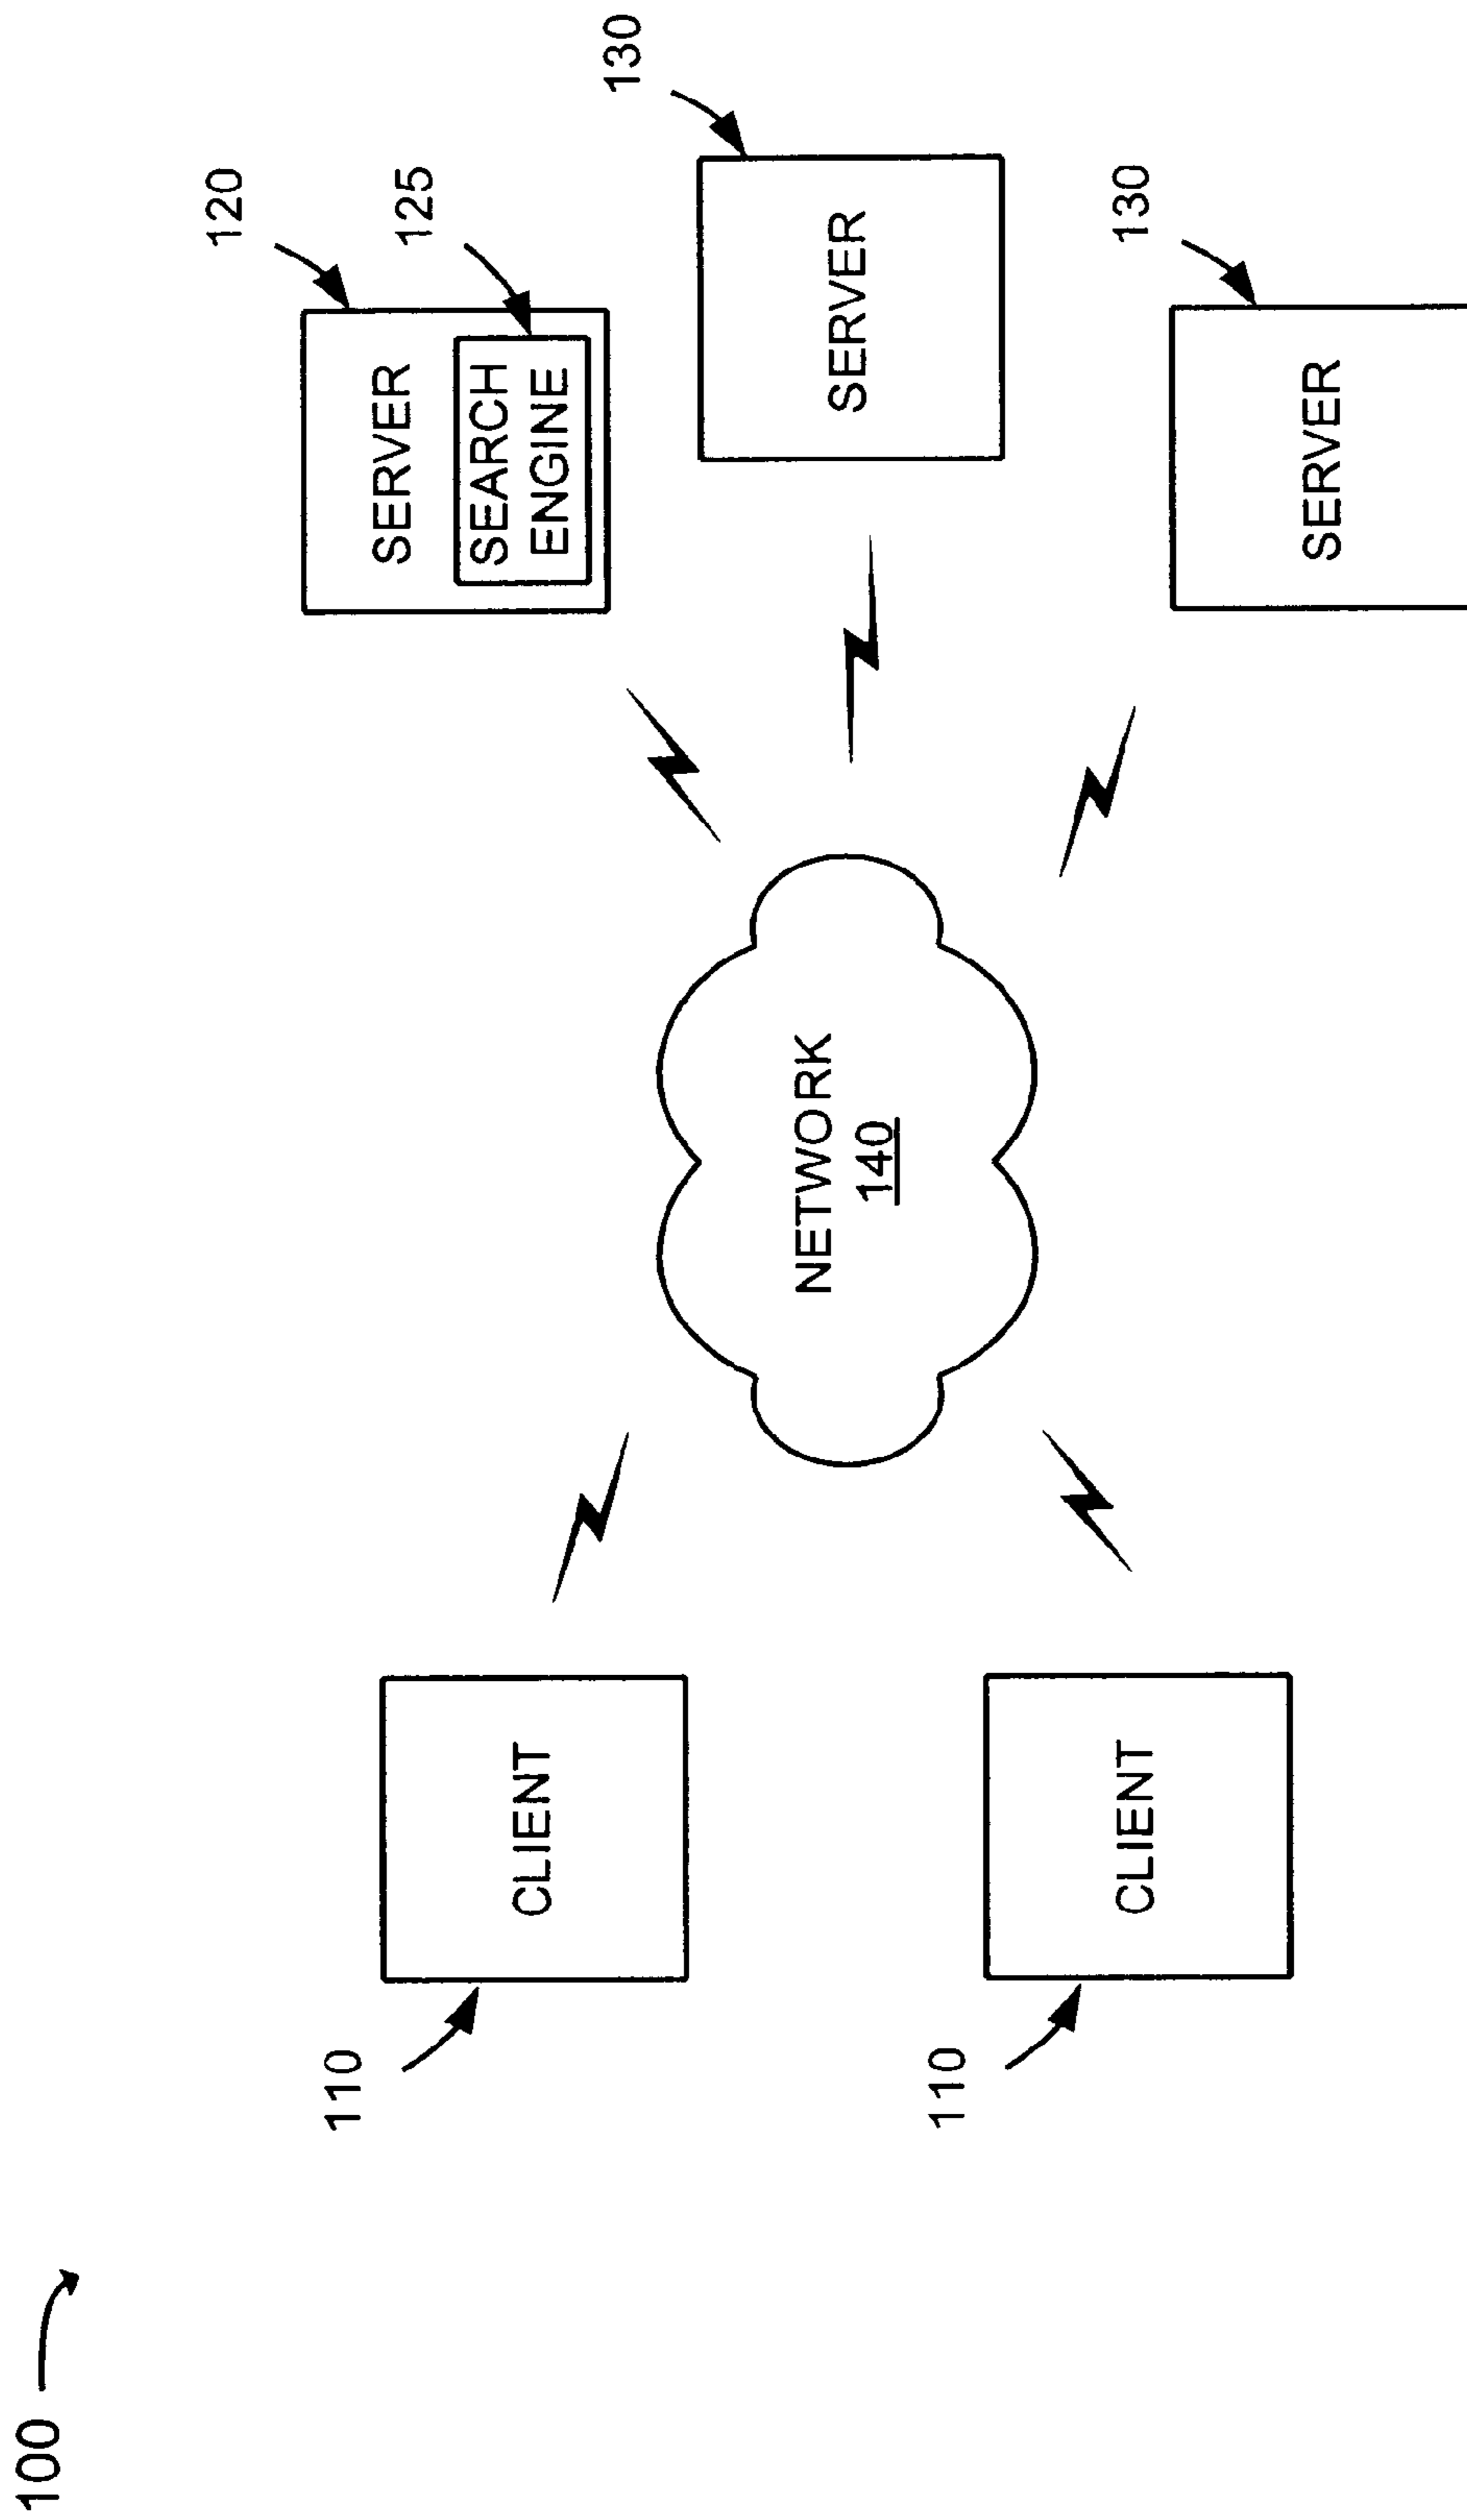 100
120
125
SERVER
SEARCH
ENGINE
110
CLIENT
130
SERVER
NETWORK
140
110
CLIENT
130
SERVER